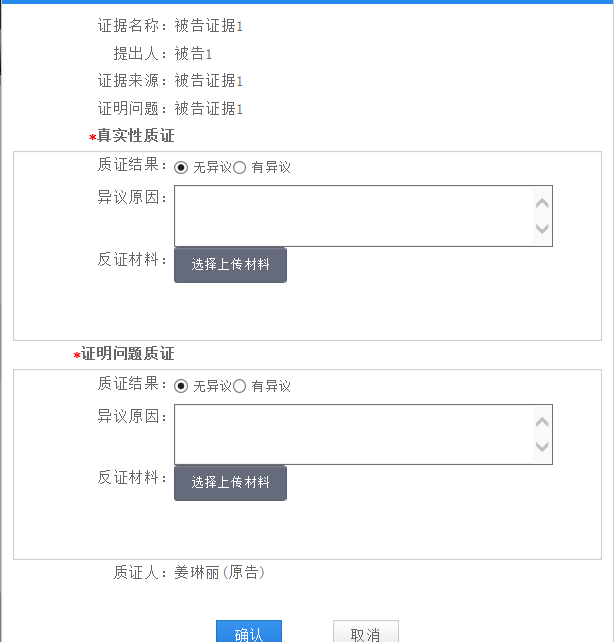 证据名称：被告证据1
提出人：被告1
证据来源：被告证据1
证明问题：被告证据1
*真实性质证
质证结果：无异议 有异议
异议原因：
反证材料：选择上传材料
*证明问题质证
质证结果：无异议 有异议
异议原因：
反证材料：选择上传材料
质证人：姜琳丽(原告)
确认 取消